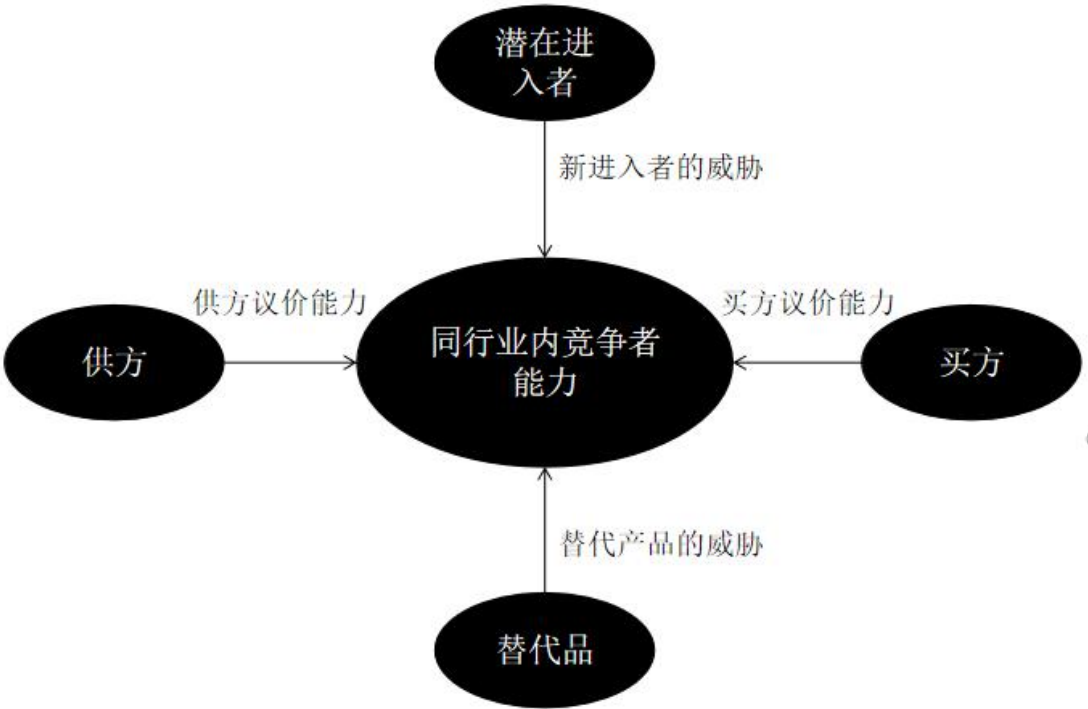 潜在进
入者
新进入者的威胁
供方议价能力
买方议价能力
供方
同行业内竞争者
能力
买方
替代产品的威胁
替代品